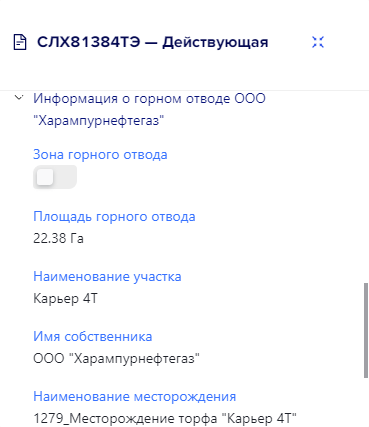 СЛХ81384ТЭ — Действующая
Информация о горном отводе ООО
"Харампурнефтегаз"
Зона горного отвода
Площадь горного отвода
22.38 Га
Наименование участка
Карьер 4Т
Имя собственника
ООО "Харампурнефтегаз"
Наименование месторождения
1279_Месторождение торфа "Карьер 4Т"